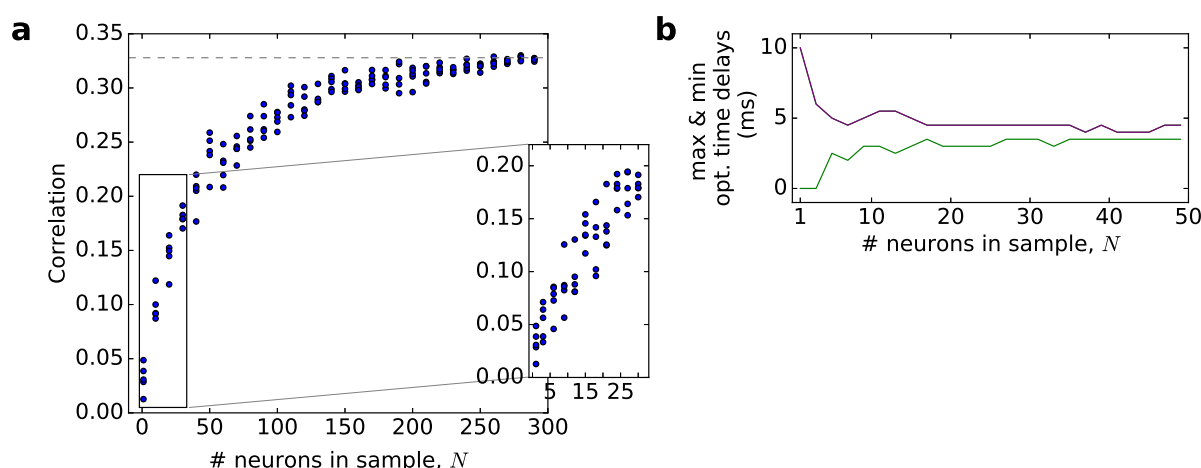 a
0.35
0.30
0.25
0.20
0.15
0.10
0.05
0.00
Correlation
0 50 100 150 200 250 300
# neurons in sample, N
0.20
0.15
0.10
0.05
0.00
5 15 25
b
max & min
opt. time delays
(ms)
10
5
0
1 10 20 30 40 50
# neurons in sample, N